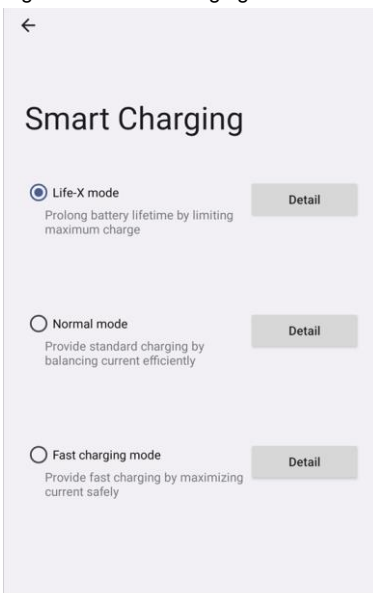 Smart Charging
Life-X mode
Detail
Prolong battery lifetime by limiting
maximum charge
Normal mode
Detail
Provide standard charging by
balancing current efficiently
Fast charging mode
Detail
Provide fast charging by maximizing
current safely